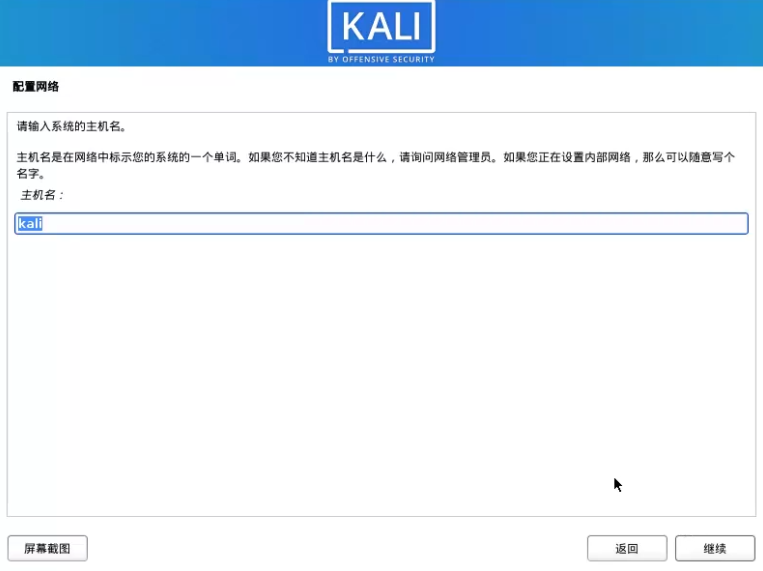 KALI
BY OFFENSIVE SECURITY
配置网络
请输入系统的主机名。
主机名是在网络中标示您的系统的一个单词。如果您不知道主机名是什么，请询问网络管理员。如果您正在设置内部网络，那么可以随意写个
名字。
主机名：
kali
屏幕截图
返回
继续